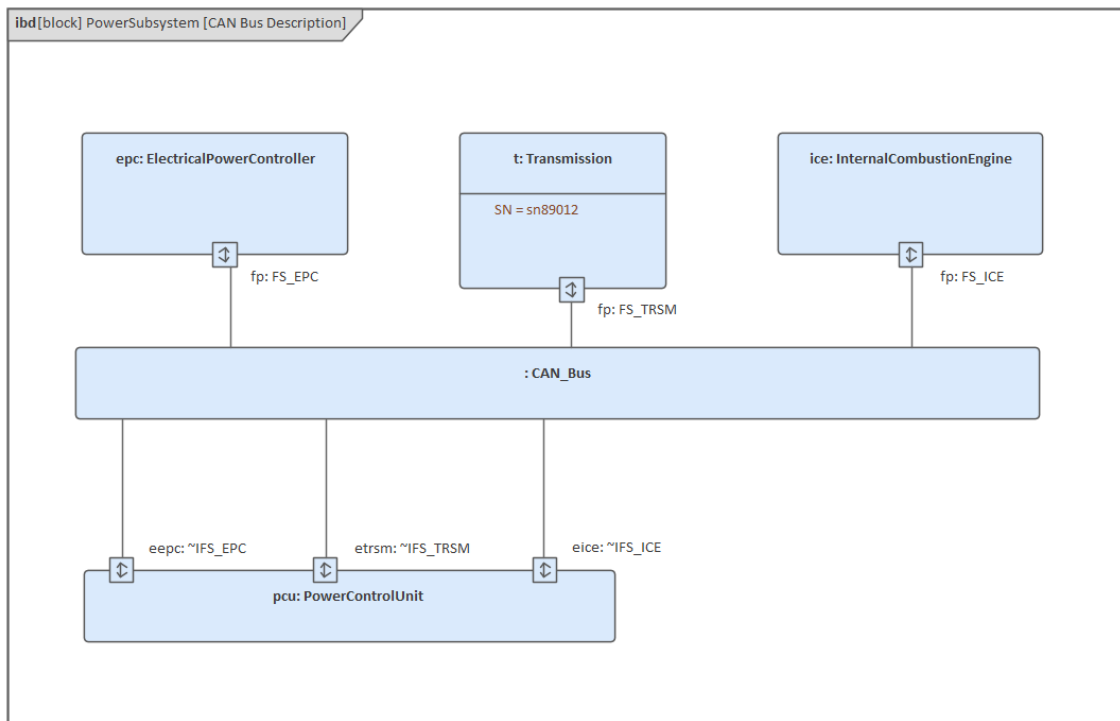 ibd [block] PowerSubsystem [CAN Bus Description]
epc: ElectricalPowerController
t: Transmission
ice: InternalCombustionEngine
SN = sn89012
fp: FS_EPC
fp: FS_TRSM
fp: FS_ICE
: CAN_Bus
eepc: ~IFS_EPC
etrsm: ~IFS_TRSM
eice: ~IFS_ICE
pcu: PowerControlUnit